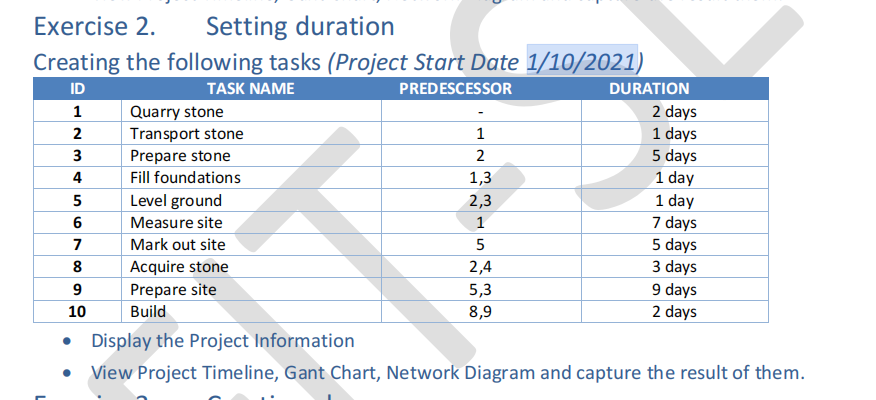 Exercise 2. Setting duration
Creating the following tasks (Project Start Date 1/10/2021)
ID TASK NAME PREDESCESSOR DURATION
1 Quarry stone - 2 days
2 Transport stone 1 1 days
3 Prepare stone 2 5 days
4 Fill foundations 1,3 1 day
5 Level ground 2,3 1 day
6 Measure site 1 7 days
7 Mark out site 5 5 days
8 Acquire stone 2,4 3 days
9 Prepare site 5,3 9 days
10 Build 8,9 2 days
• Display the Project Information
• View Project Timeline, Gant Chart, Network Diagram and capture the result of them.